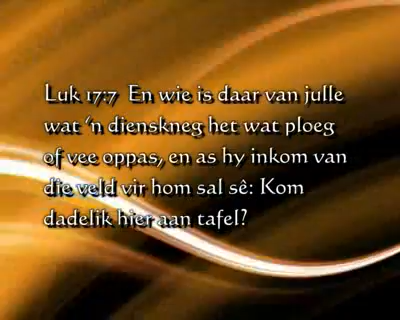 Luk 17:7 En wie is daar van julle
wat 'n dienskneg het wat ploeg
of vee oppas, en as hy inkom van
die veld vir hom sal sê: Kom
dadelik hier aan tafel?